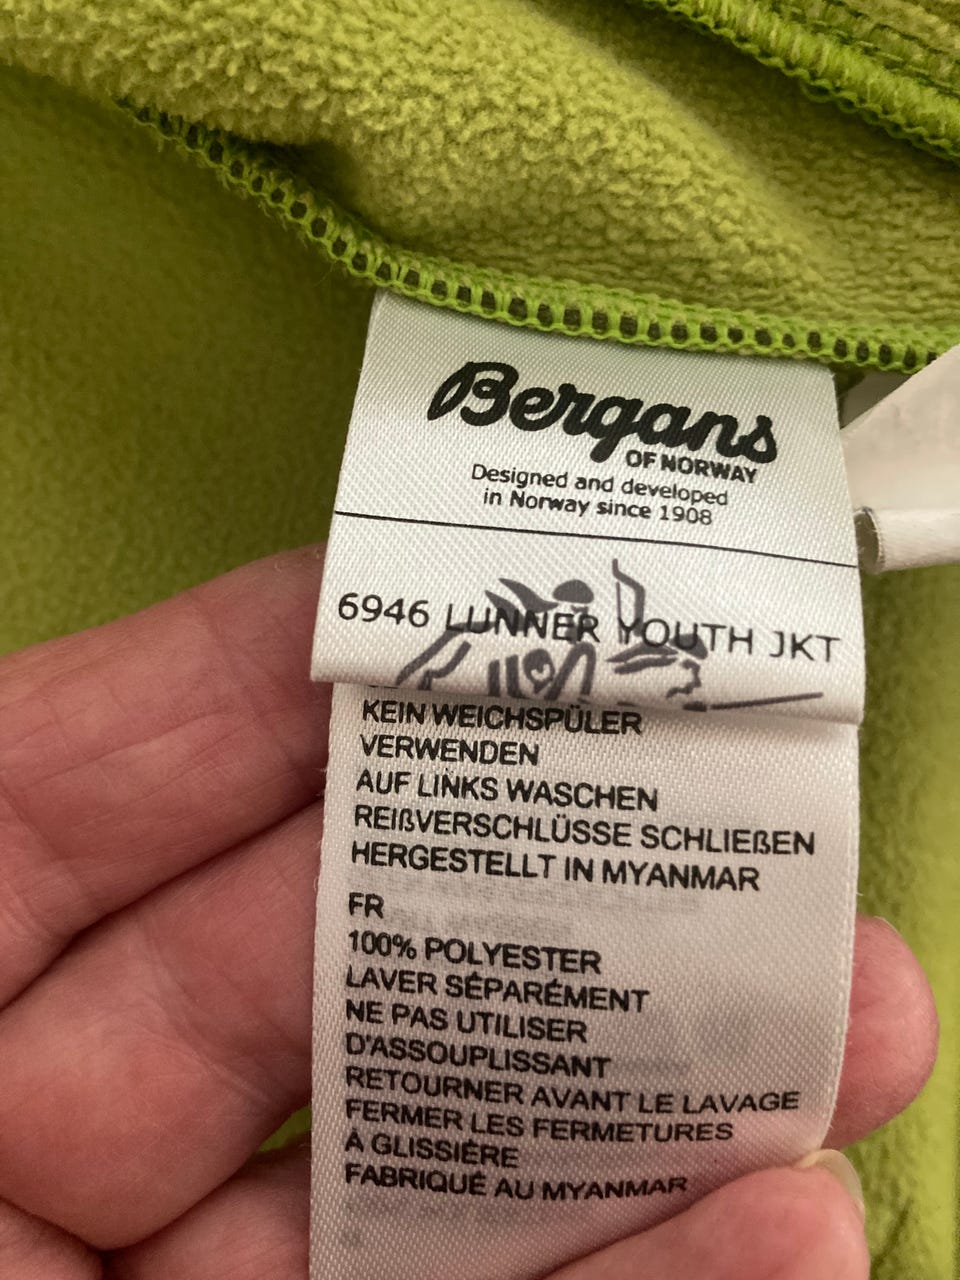 Bergans
OF NORWAY
Designed and developed
in Norway since 1908
6946 LUNNER YOUTH JKT
KEIN WEICHSPÜLER
VERWENDEN
AUF LINKS WASCHEN
REIßVERSCHLÜSSE SCHLIEßEN
HERGESTELLT IN MYANMAR
FR
100% POLYESTER
LAVER SÉPARÉMENT
NE PAS UTILISER
D'ASSOUPLISSANT
RETOURNER AVANT LE LAVAGE
FERMER LES FERMETURES
À GLISSIÈRE
FABRIQUÉ AU MYANMAR